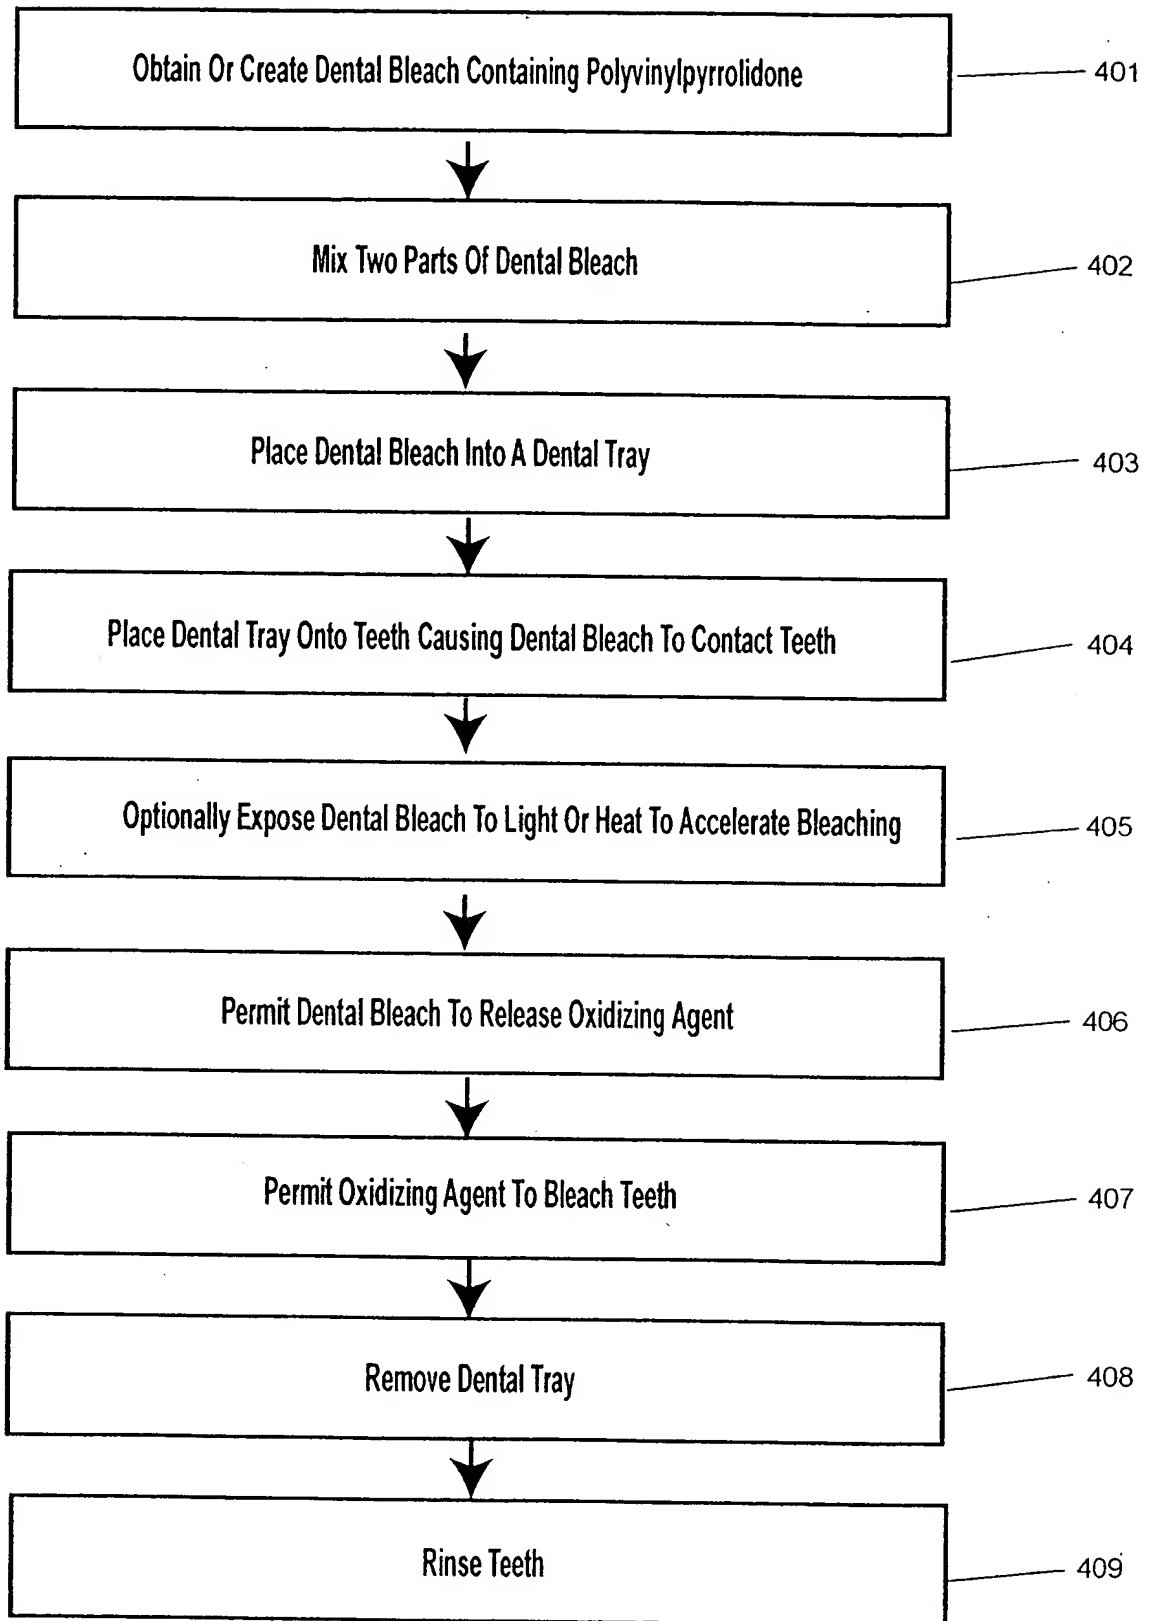 Obtain Or Create Dental Bleach Containing Polyvinylpyrrolidone
401
Mix Two Parts Of Dental Bleach
402
Place Dental Bleach Into A Dental Tray
403
Place Dental Tray Onto Teeth Causing Dental Bleach To Contact Teeth
404
Optionally Expose Dental Bleach To Light Or Heat To Accelerate Bleaching
405
Permit Dental Bleach To Release Oxidizing Agent
406
Permit Oxidizing Agent To Bleach Teeth
407
Remove Dental Tray
408
Rinse Teeth
409